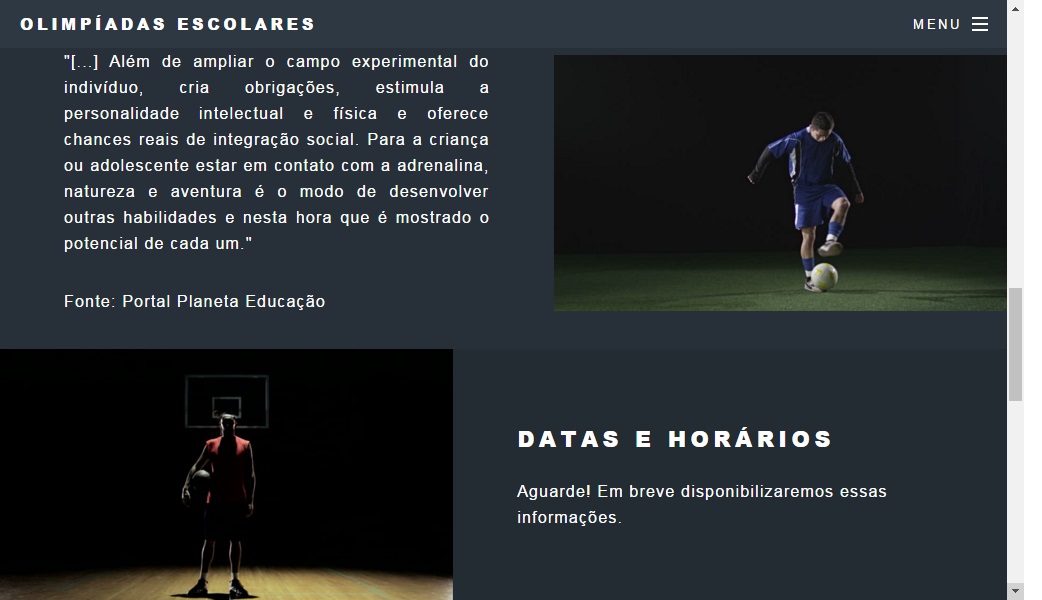 OLIMPÍADAS ESCOLARES
MENU
"[...] Além de ampliar o campo experimental do
indivíduo, cria obrigações, estimula a
personalidade intelectual e física e oferece
chances reais de integração social. Para a criança
ou adolescente estar em contato com a adrenalina,
natureza e aventura é o modo de desenvolver
outras habilidades e nesta hora que é mostrado o
potencial de cada um."
Fonte: Portal Planeta Educação
DATAS E HORÁRIOS
Aguarde! Em breve disponibilizaremos essas
informações.